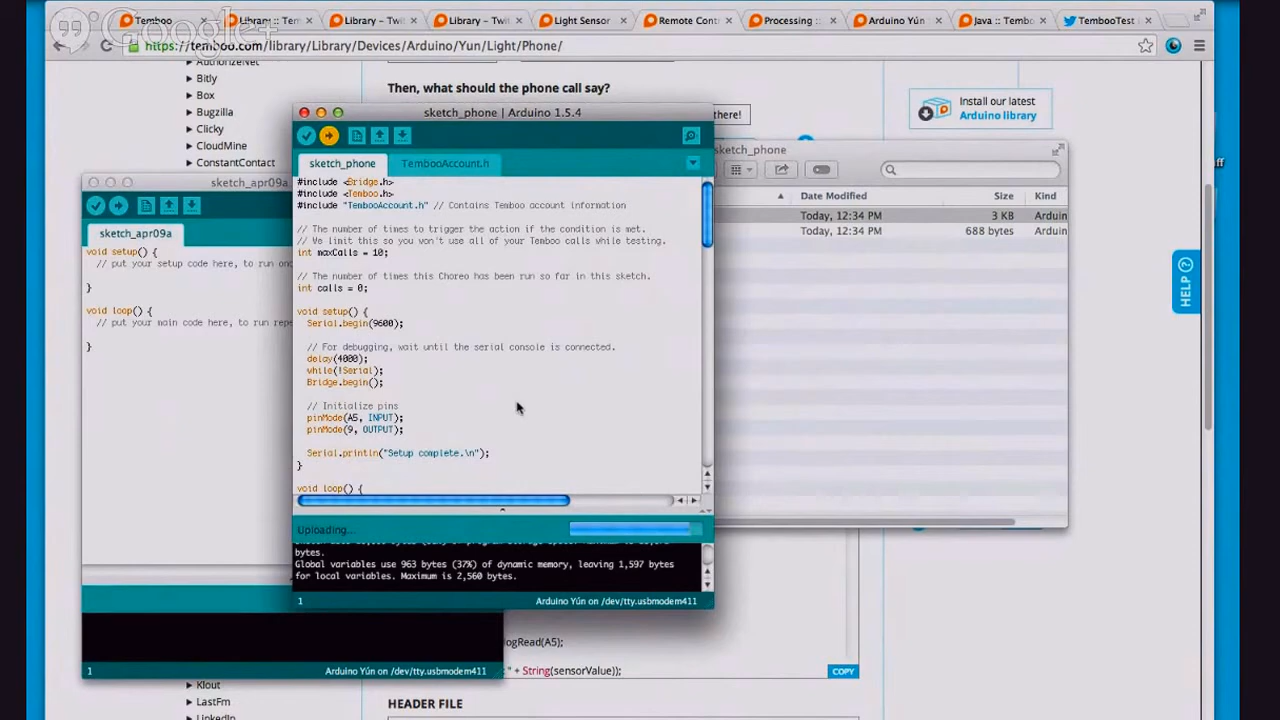 Temboo
Library :: Tem
Library – Twil
Library – Twit
Light Sensor
Remote Contr
Processing ::
Arduino Yún
Java :: Tembo
TembooTest
Google+
https://temboo.com/library/Library/Devices/Arduino/Yun/Light/Phone/
AuthorizeNet
Bitly
Box
Bugzilla
Clicky
CloudMine
ConstantContact
Then, what should the phone call say?
there!
Install our latest
Arduino library
sketch_phone
Date Modified
Size
Kind
Today, 12:34 PM
3 KB
Arduin
Today, 12:34 PM
688 bytes
Arduin
HELP
sketch_apr09a
sketch_apr09a
void setup() {
// put your setup code here, to run onc
}
void loop() {
// put your main code here, to run repe
}
1
Arduino Yún on /dev/tty.usbmodem411
sketch_phone | Arduino 1.5.4
sketch_phone
TembooAccount.h
#include <Bridge.h>
#include <Temboo.h>
#include "TembooAccount.h" // Contains Temboo account information
// The number of times to trigger the action if the condition is met.
// We limit this so you won't use all of your Temboo calls while testing.
int maxCalls = 10;
// The number of times this Choreo has been run so far in this sketch.
int calls = 0;
void setup() {
Serial.begin(9600);
// For debugging, wait until the serial console is connected.
delay(4000);
while(!Serial);
Bridge.begin();
// Initialize pins
pinMode(A5, INPUT);
pinMode(9, OUTPUT);
Serial.println("Setup complete.\n");
}
void loop() {
Uploading...
bytes.
Global variables use 963 bytes (37%) of dynamic memory, leaving 1,597 bytes
for local variables. Maximum is 2,560 bytes.
1
Arduino Yún on /dev/tty.usbmodem411
logRead(A5);
" + String(sensorValue));
COPY
Klout
LastFm
LinkedIn
HEADER FILE